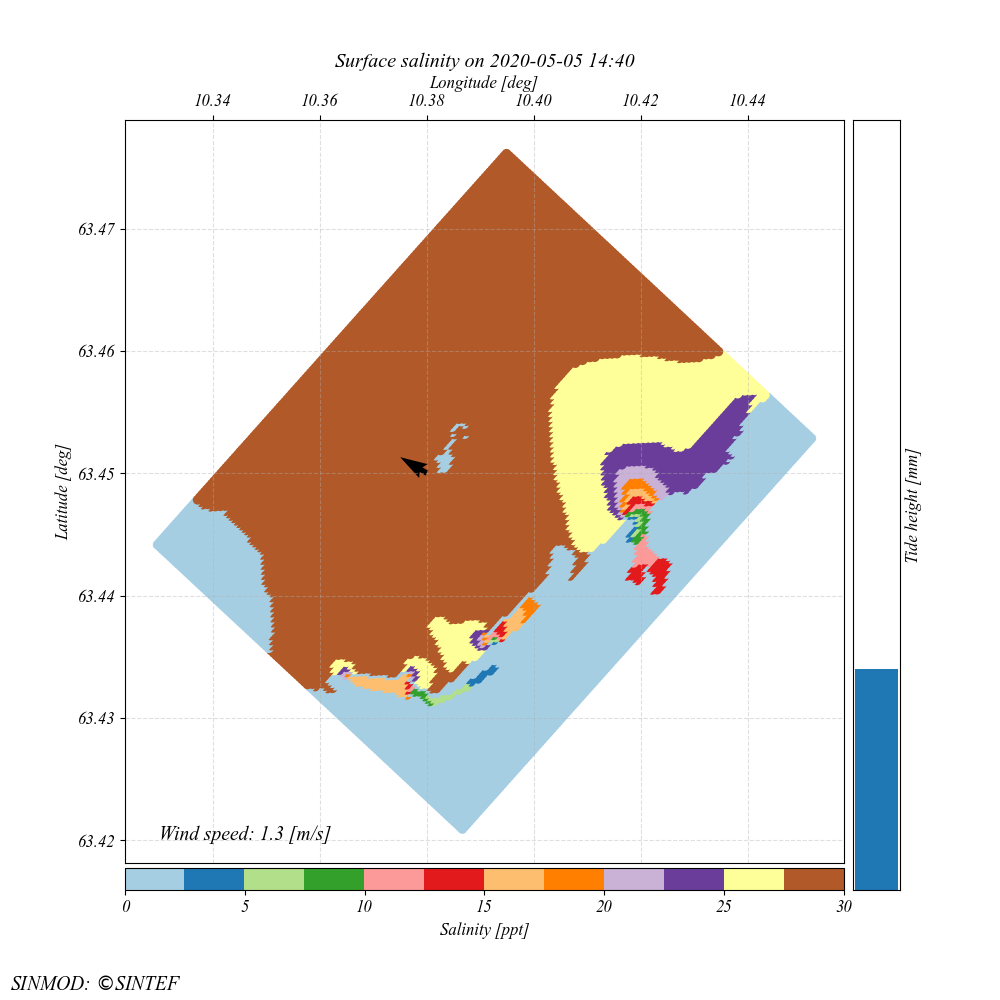 Surface salinity on 2020-05-05 14:40
Longitude [deg]
10.34 10.36 10.38 10.40 10.42 10.44
63.47
63.46
63.45
63.44
63.43
63.42
Latitude [deg]
Tide height [mm]
Wind speed: 1.3 [m/s]
0 5 10 15 20 25 30
Salinity [ppt]
SINMOD: ©SINTEF